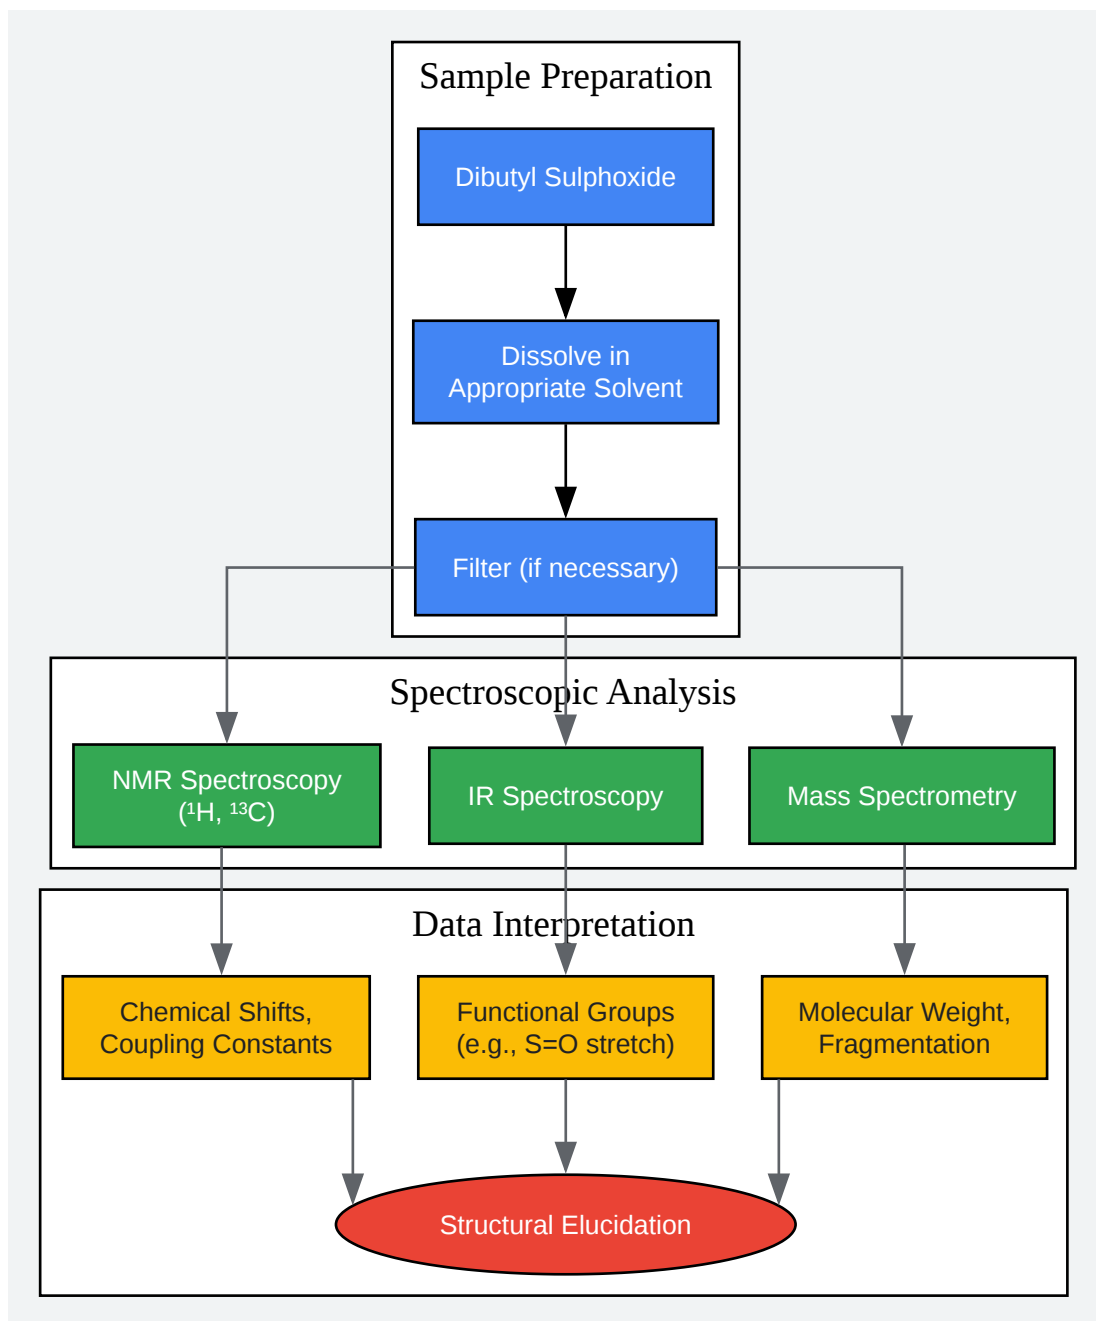 Sample Preparation
Dibutyl Sulphoxide
Dissolve in
Appropriate Solvent
Filter (if necessary)
Spectroscopic Analysis
NMR Spectroscopy
(¹H, ¹³C)
IR Spectroscopy
Mass Spectrometry
Data Interpretation
Chemical Shifts,
Coupling Constants
Functional Groups
(e.g., S=O stretch)
Molecular Weight,
Fragmentation
Structural Elucidation